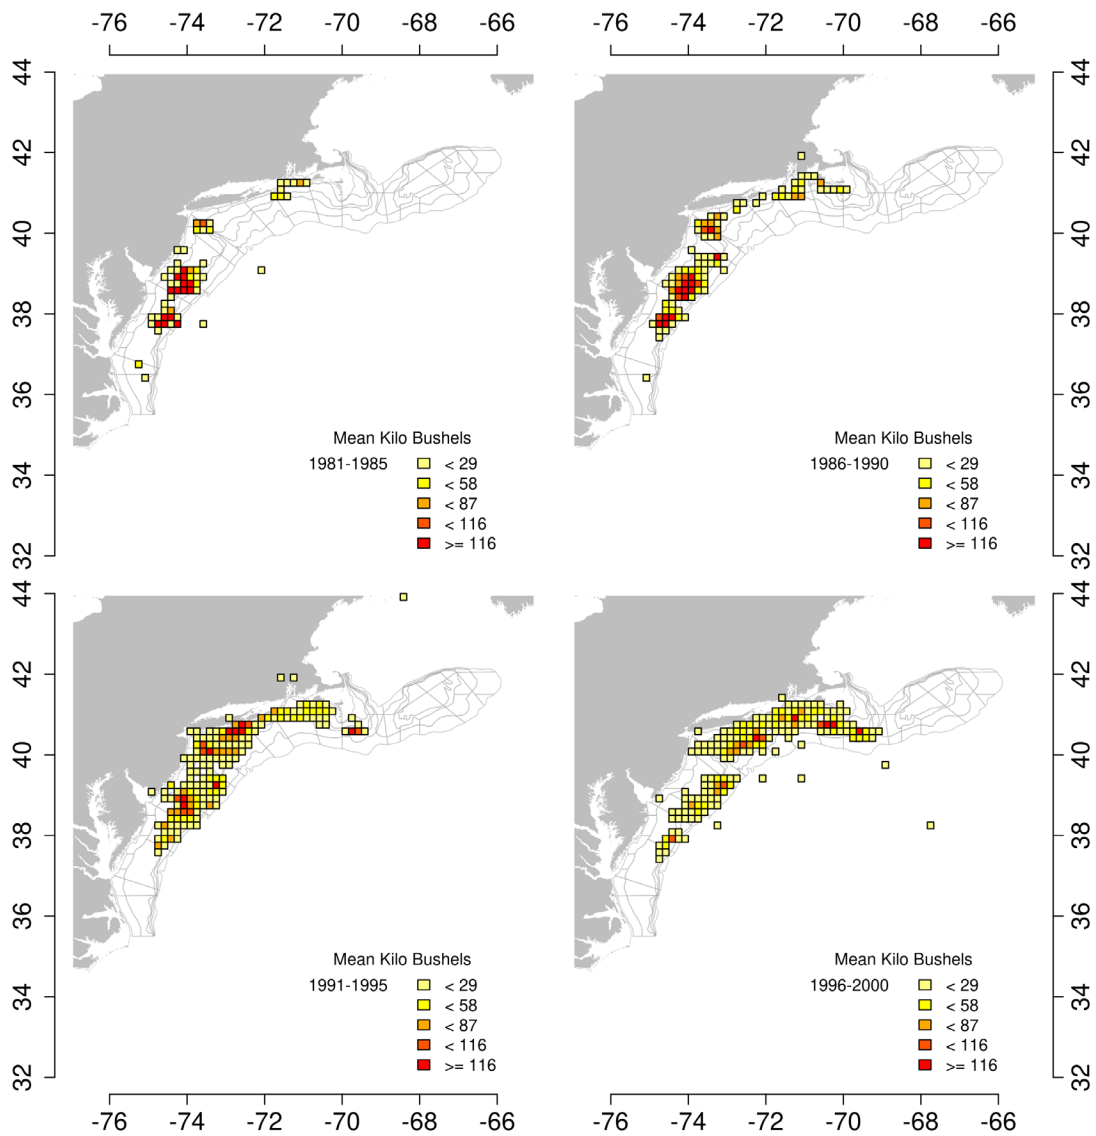 -76 -74 -72 -70 -68 -66 -76 -74 -72 -70 -68 -66
44 42 40 38 36 34 32
Mean Kilo Bushels
1981-1985 < 29
< 58
< 87
< 116
>= 116
Mean Kilo Bushels
1986-1990 < 29
< 58
< 87
< 116
>= 116
44 42 40 38 36 34 32
44 42 40 38 36 34 32
Mean Kilo Bushels
1991-1995 < 29
< 58
< 87
< 116
>= 116
Mean Kilo Bushels
1996-2000 < 29
< 58
< 87
< 116
>= 116
44 42 40 38 36 34 32
-76 -74 -72 -70 -68 -66 -76 -74 -72 -70 -68 -66